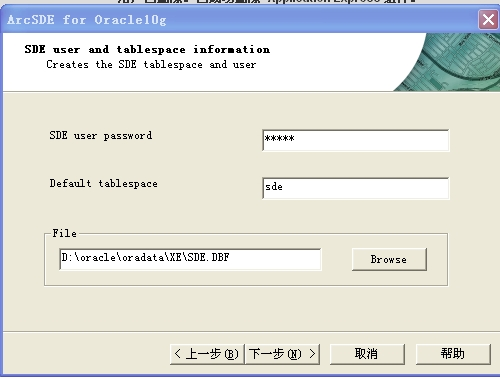 ArcSDE for Oracle10g
SDE user and tablespace information
Creates the SDE tablespace and user
SDE user password
*****
Default tablespace
sde
File
D:\oracle\oradata\XE\SDE.DBF
Browse
< 上一步(B)
下一步(N) >
取消
帮助